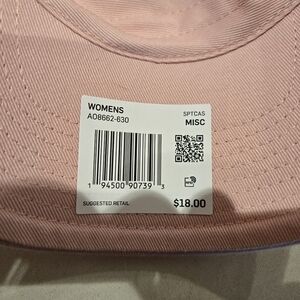 WOMENS
AO8662-630
SPTCAS
MISC
1 94500 90739 3
SUGGESTED RETAIL
$18.00